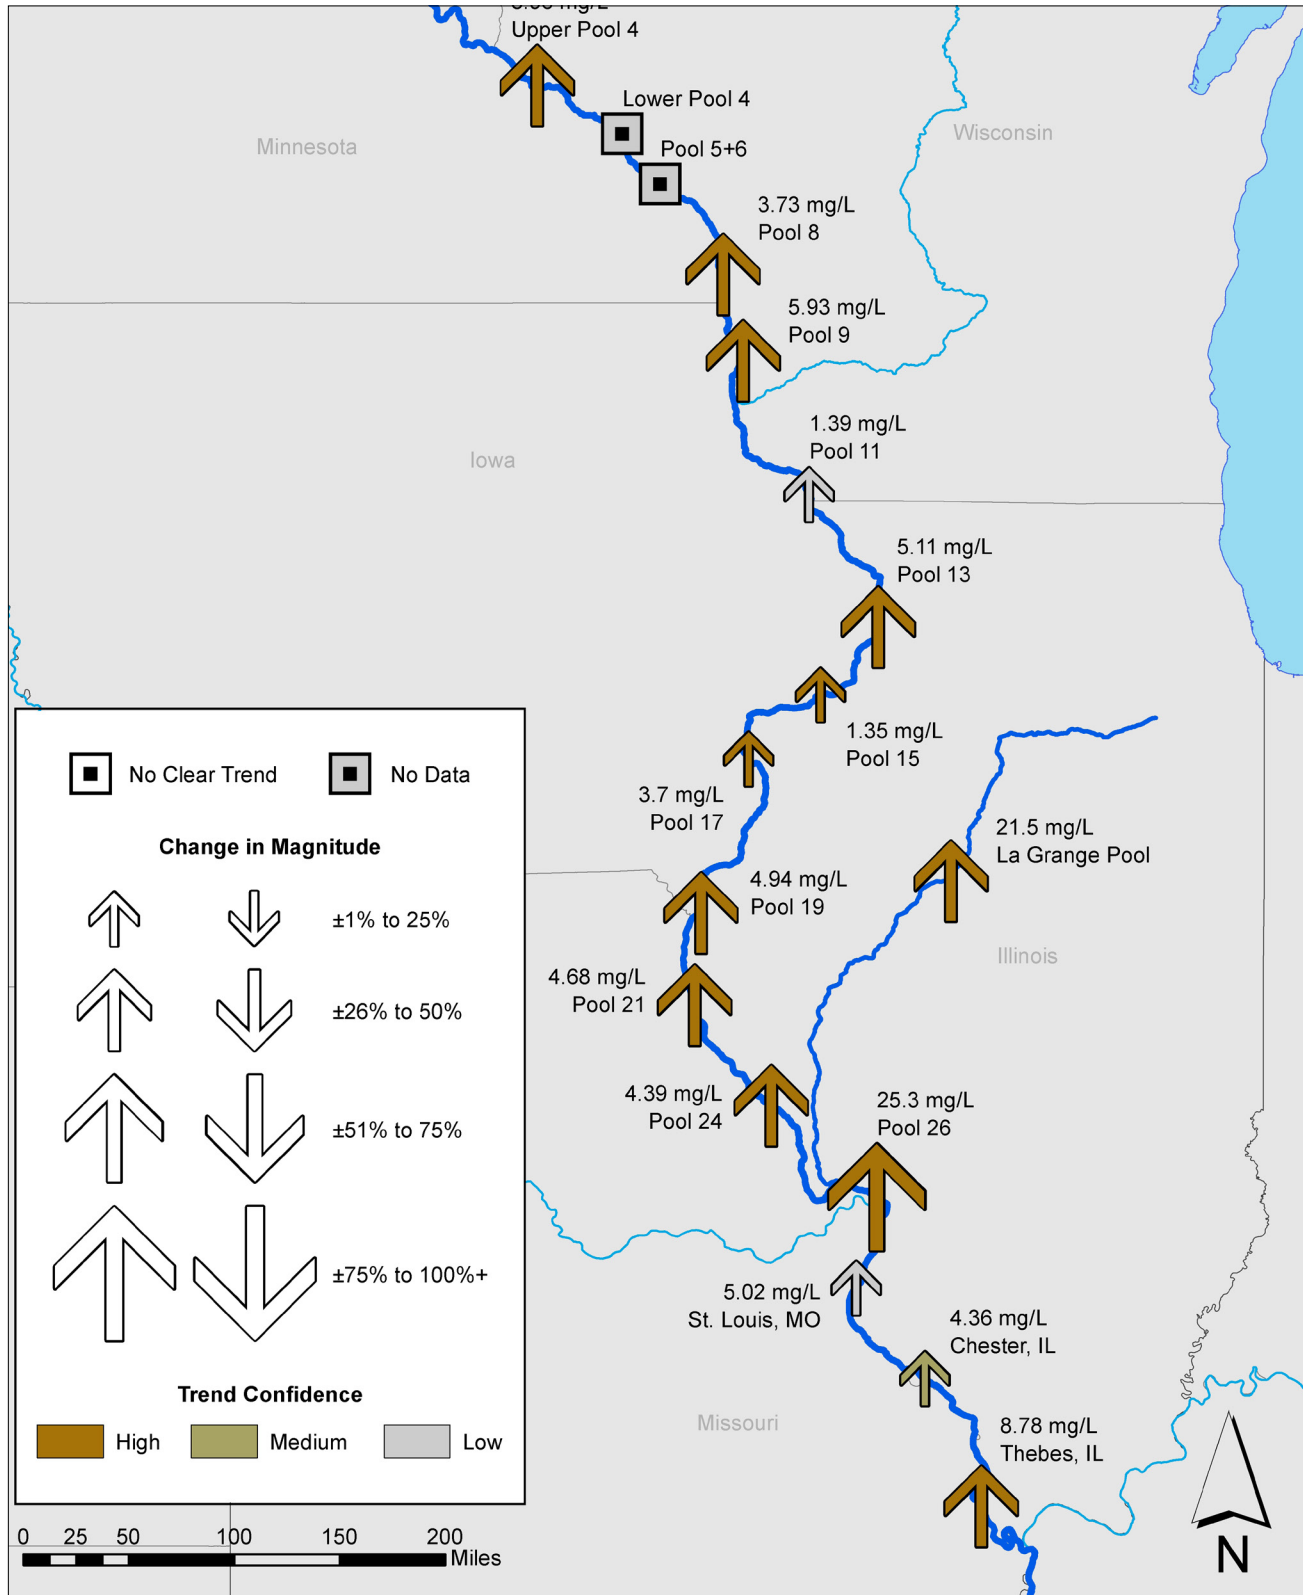 Upper Pool 4
Lower Pool 4
Pool 5+6
Minnesota
Wisconsin
3.73 mg/L
Pool 8
5.93 mg/L
Pool 9
1.39 mg/L
Pool 11
Iowa
5.11 mg/L
Pool 13
1.35 mg/L
Pool 15
3.7 mg/L
Pool 17
21.5 mg/L
La Grange Pool
4.94 mg/L
Pool 19
Illinois
4.68 mg/L
Pool 21
4.39 mg/L
Pool 24
25.3 mg/L
Pool 26
5.02 mg/L
St. Louis, MO
4.36 mg/L
Chester, IL
Missouri
8.78 mg/L
Thebes, IL
No Clear Trend
No Data
Change in Magnitude
±1% to 25%
±26% to 50%
±51% to 75%
±75% to 100%+
Trend Confidence
High
Medium
Low
0 25 50 100 150 200
Miles
N